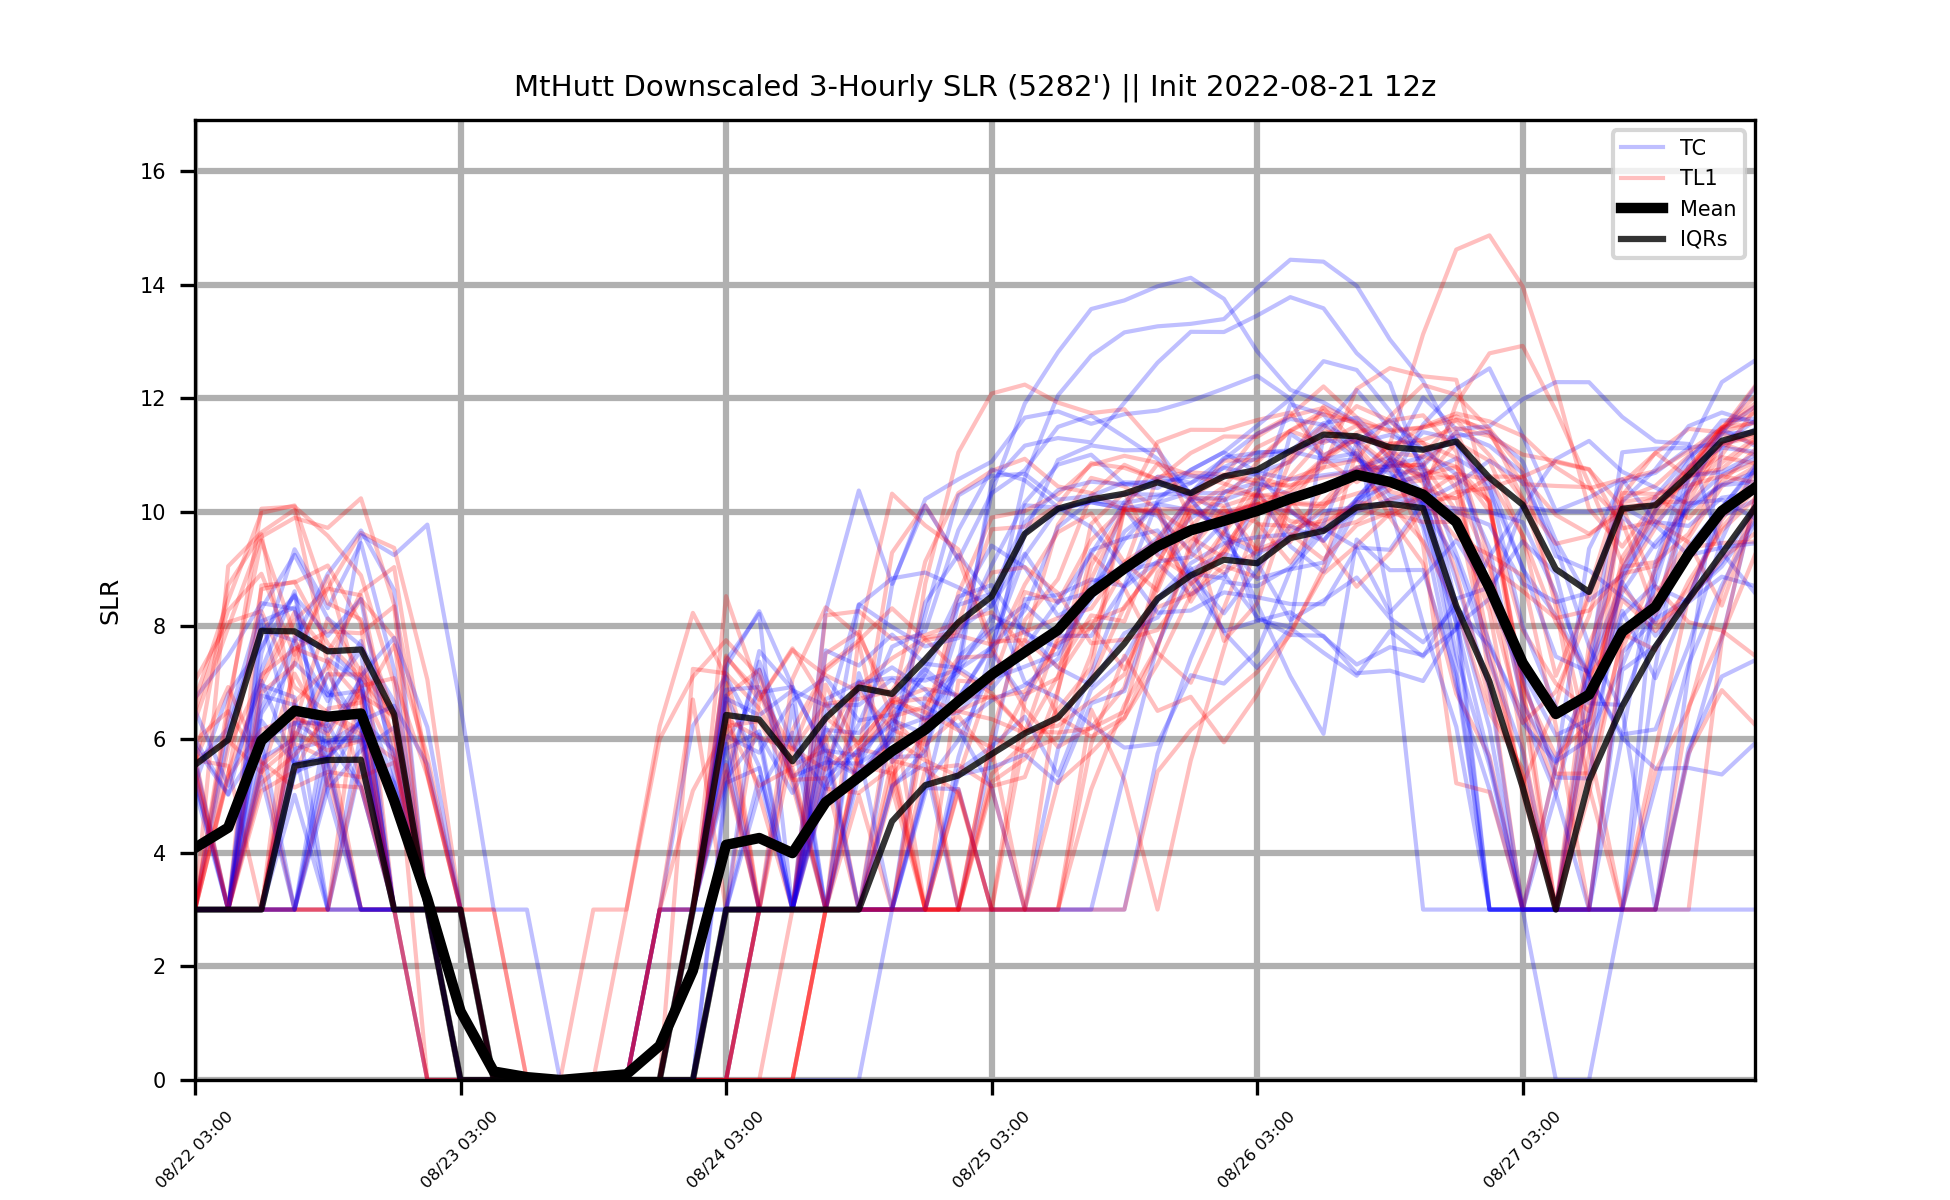 MtHutt Downscaled 3-Hourly SLR (5282') || Init 2022-08-21 12z
TC
TL1
Mean
IQRs
SLR
16
14
12
10
8
6
4
2
0
08/22 03:00
08/23 03:00
08/24 03:00
08/25 03:00
08/26 03:00
08/27 03:00